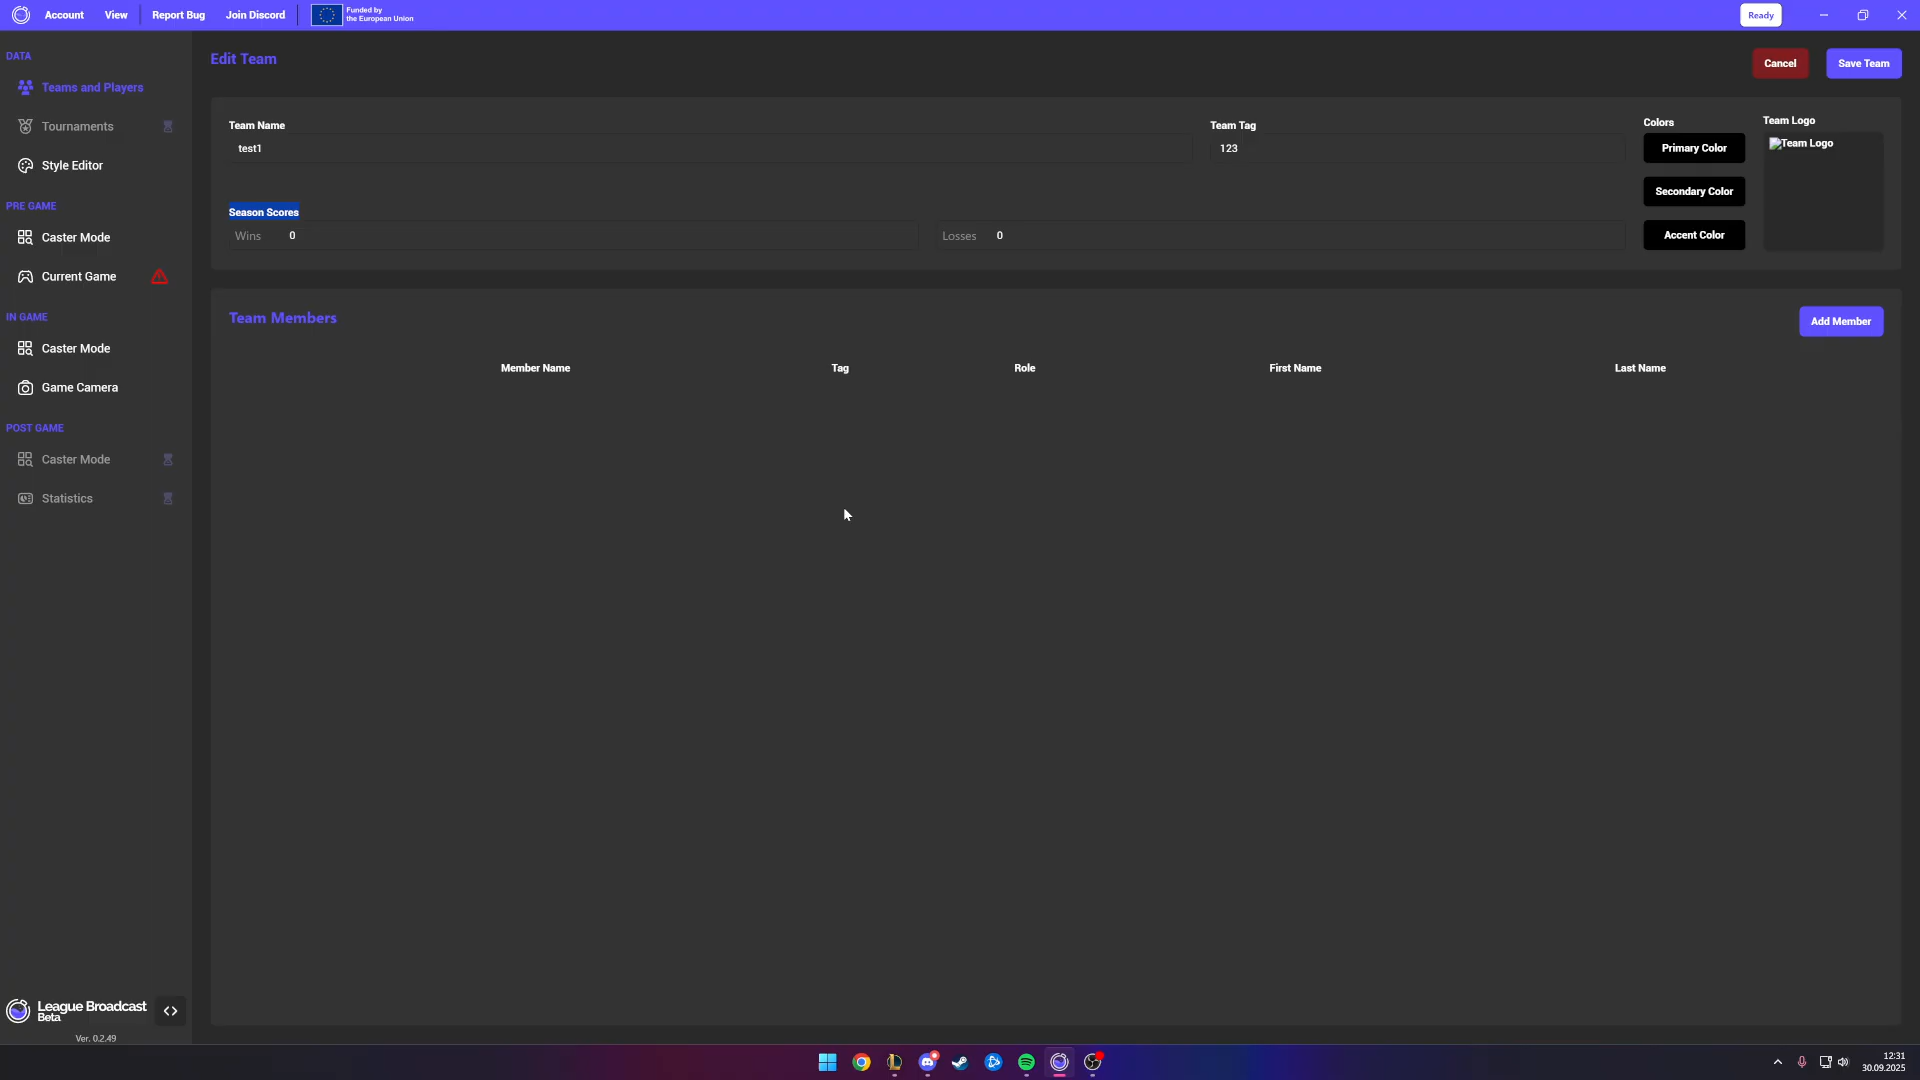 Account View Report Bug Join Discord
Funded by
the European Union
Ready
DATA
Teams and Players
Tournaments
Style Editor
PRE GAME
Caster Mode
Current Game
IN GAME
Caster Mode
Game Camera
POST GAME
Caster Mode
Statistics
League Broadcast
Beta
Ver. 0.2.49
Edit Team
Cancel Save Team
Team Name
test1
Team Tag
123
Season Scores
Wins 0
Losses 0
Colors
Primary Color
Secondary Color
Accent Color
Team Logo
Team Logo
Team Members
Add Member
Member Name Tag Role First Name Last Name
12:31
30.09.2025